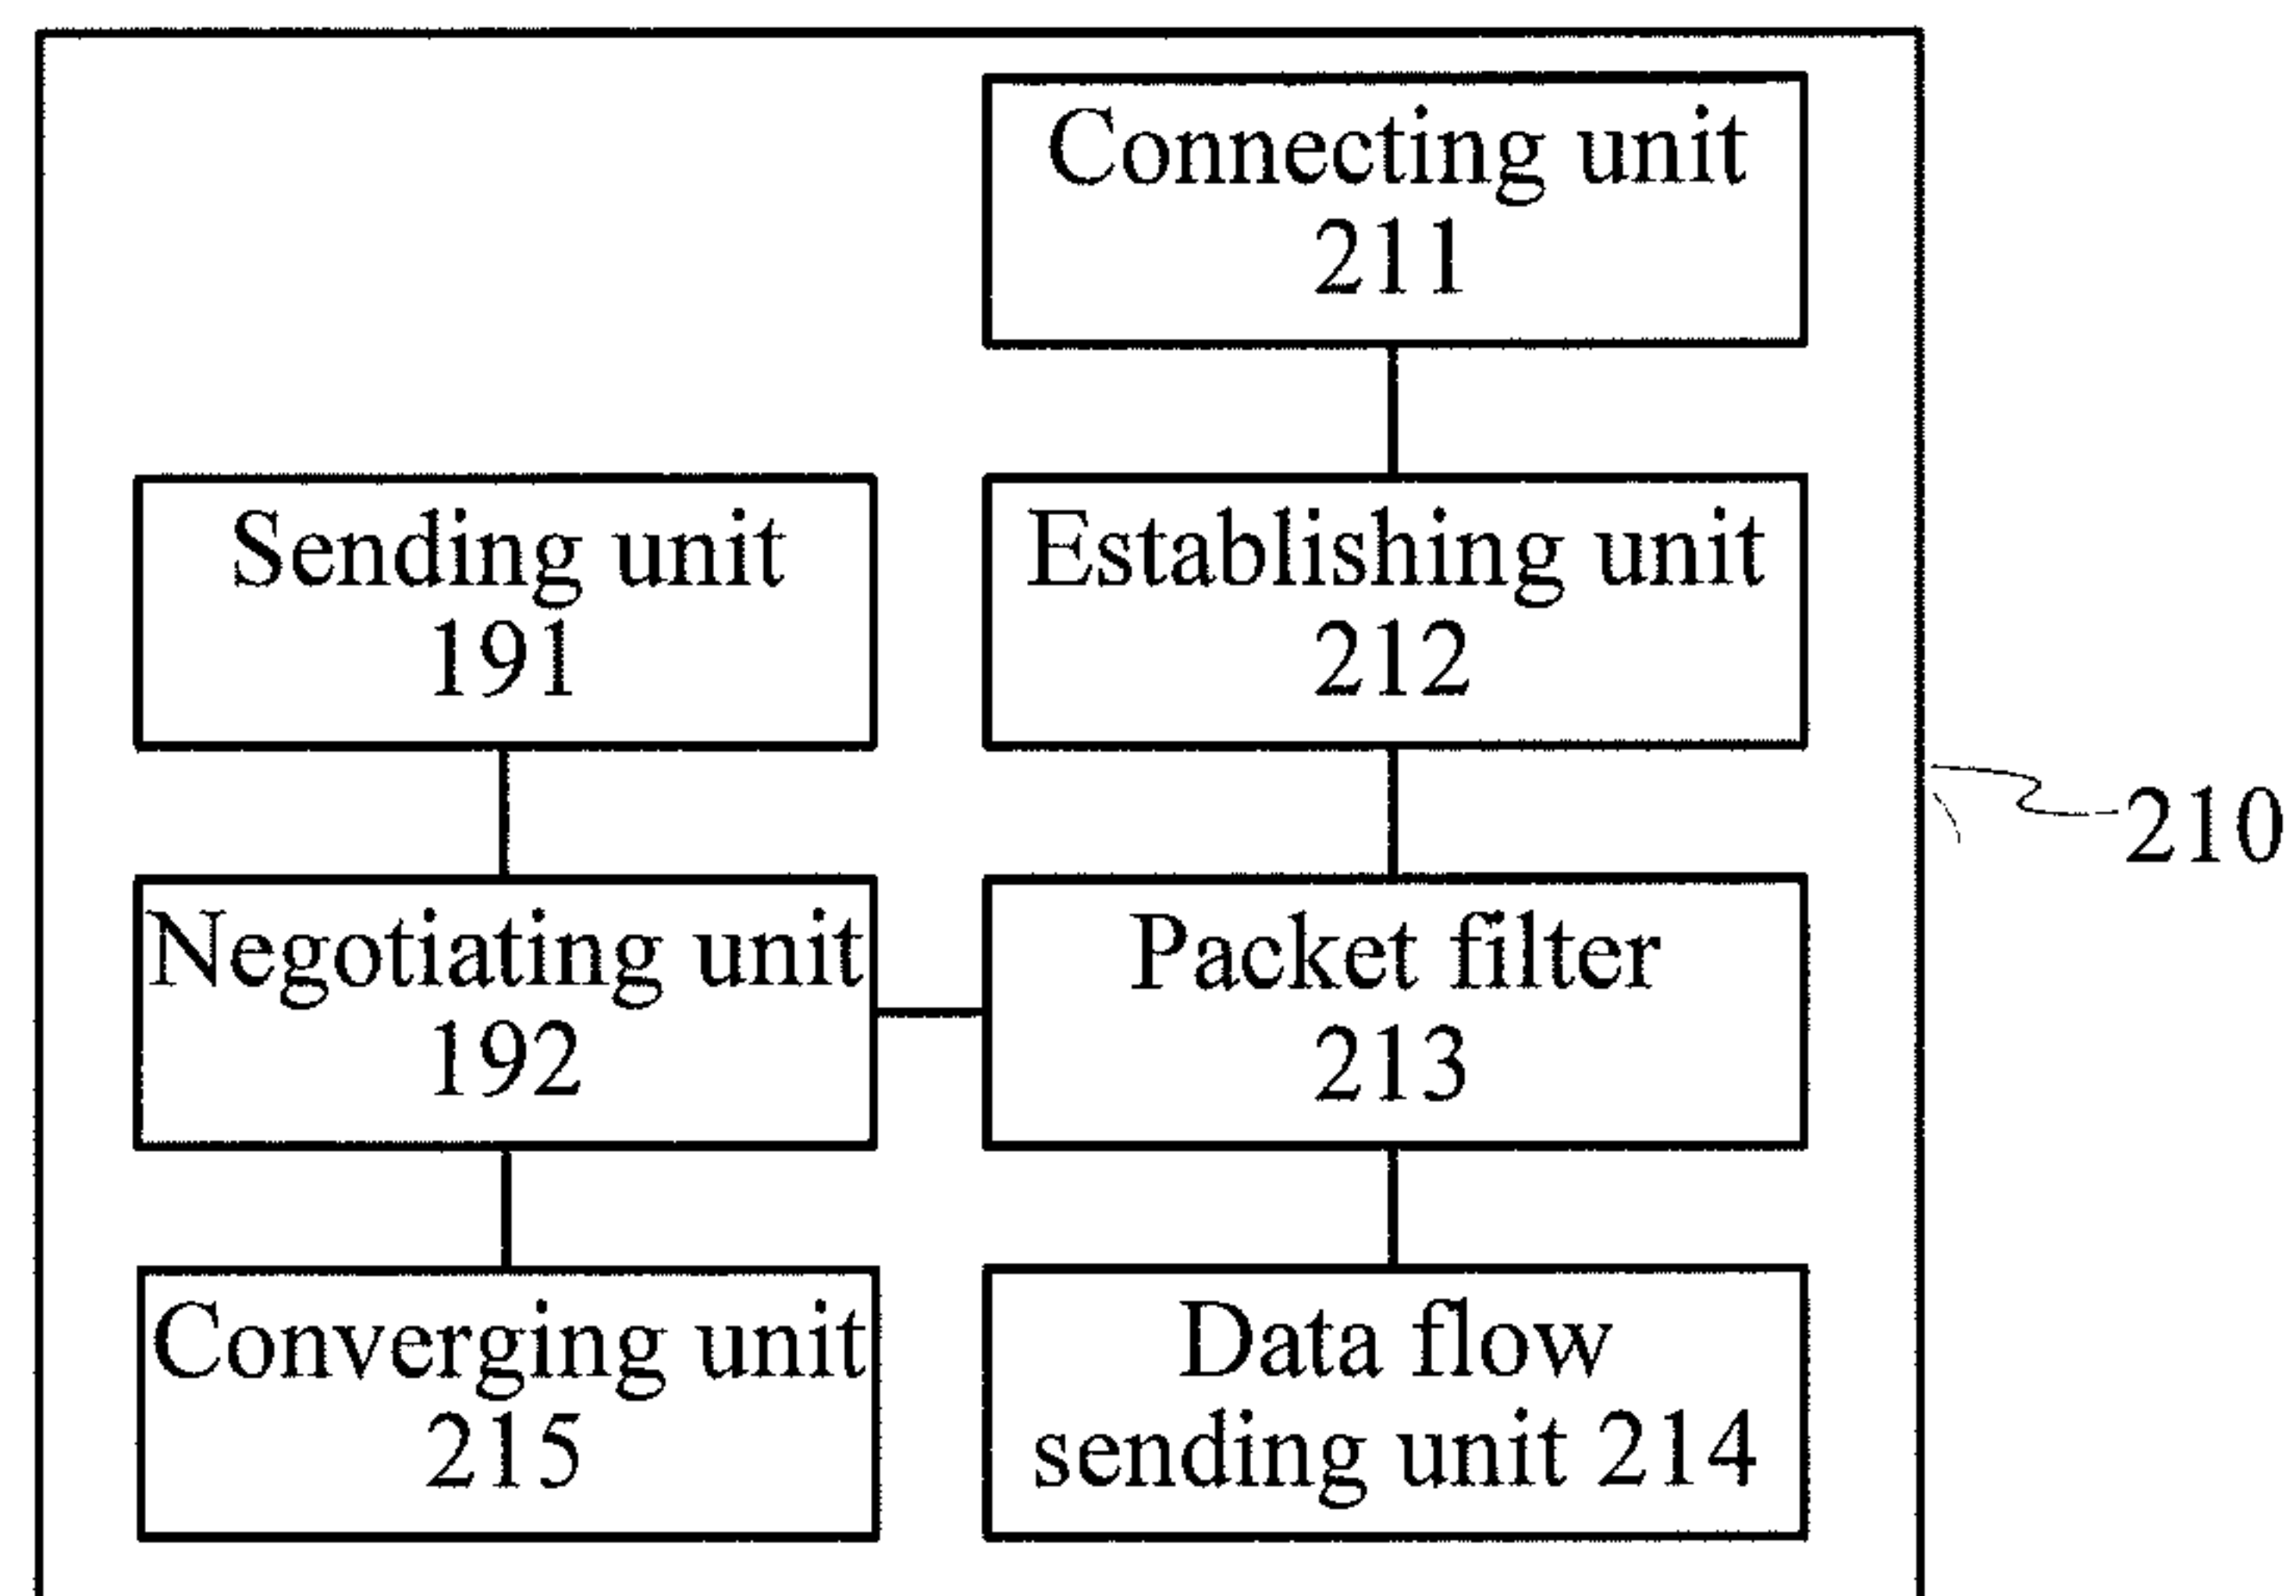 Connecting unit
211
Sending unit
191
Establishing unit
212
210
Negotiating unit
192
Packet filter
213
Converging unit
215
Data flow
sending unit 214